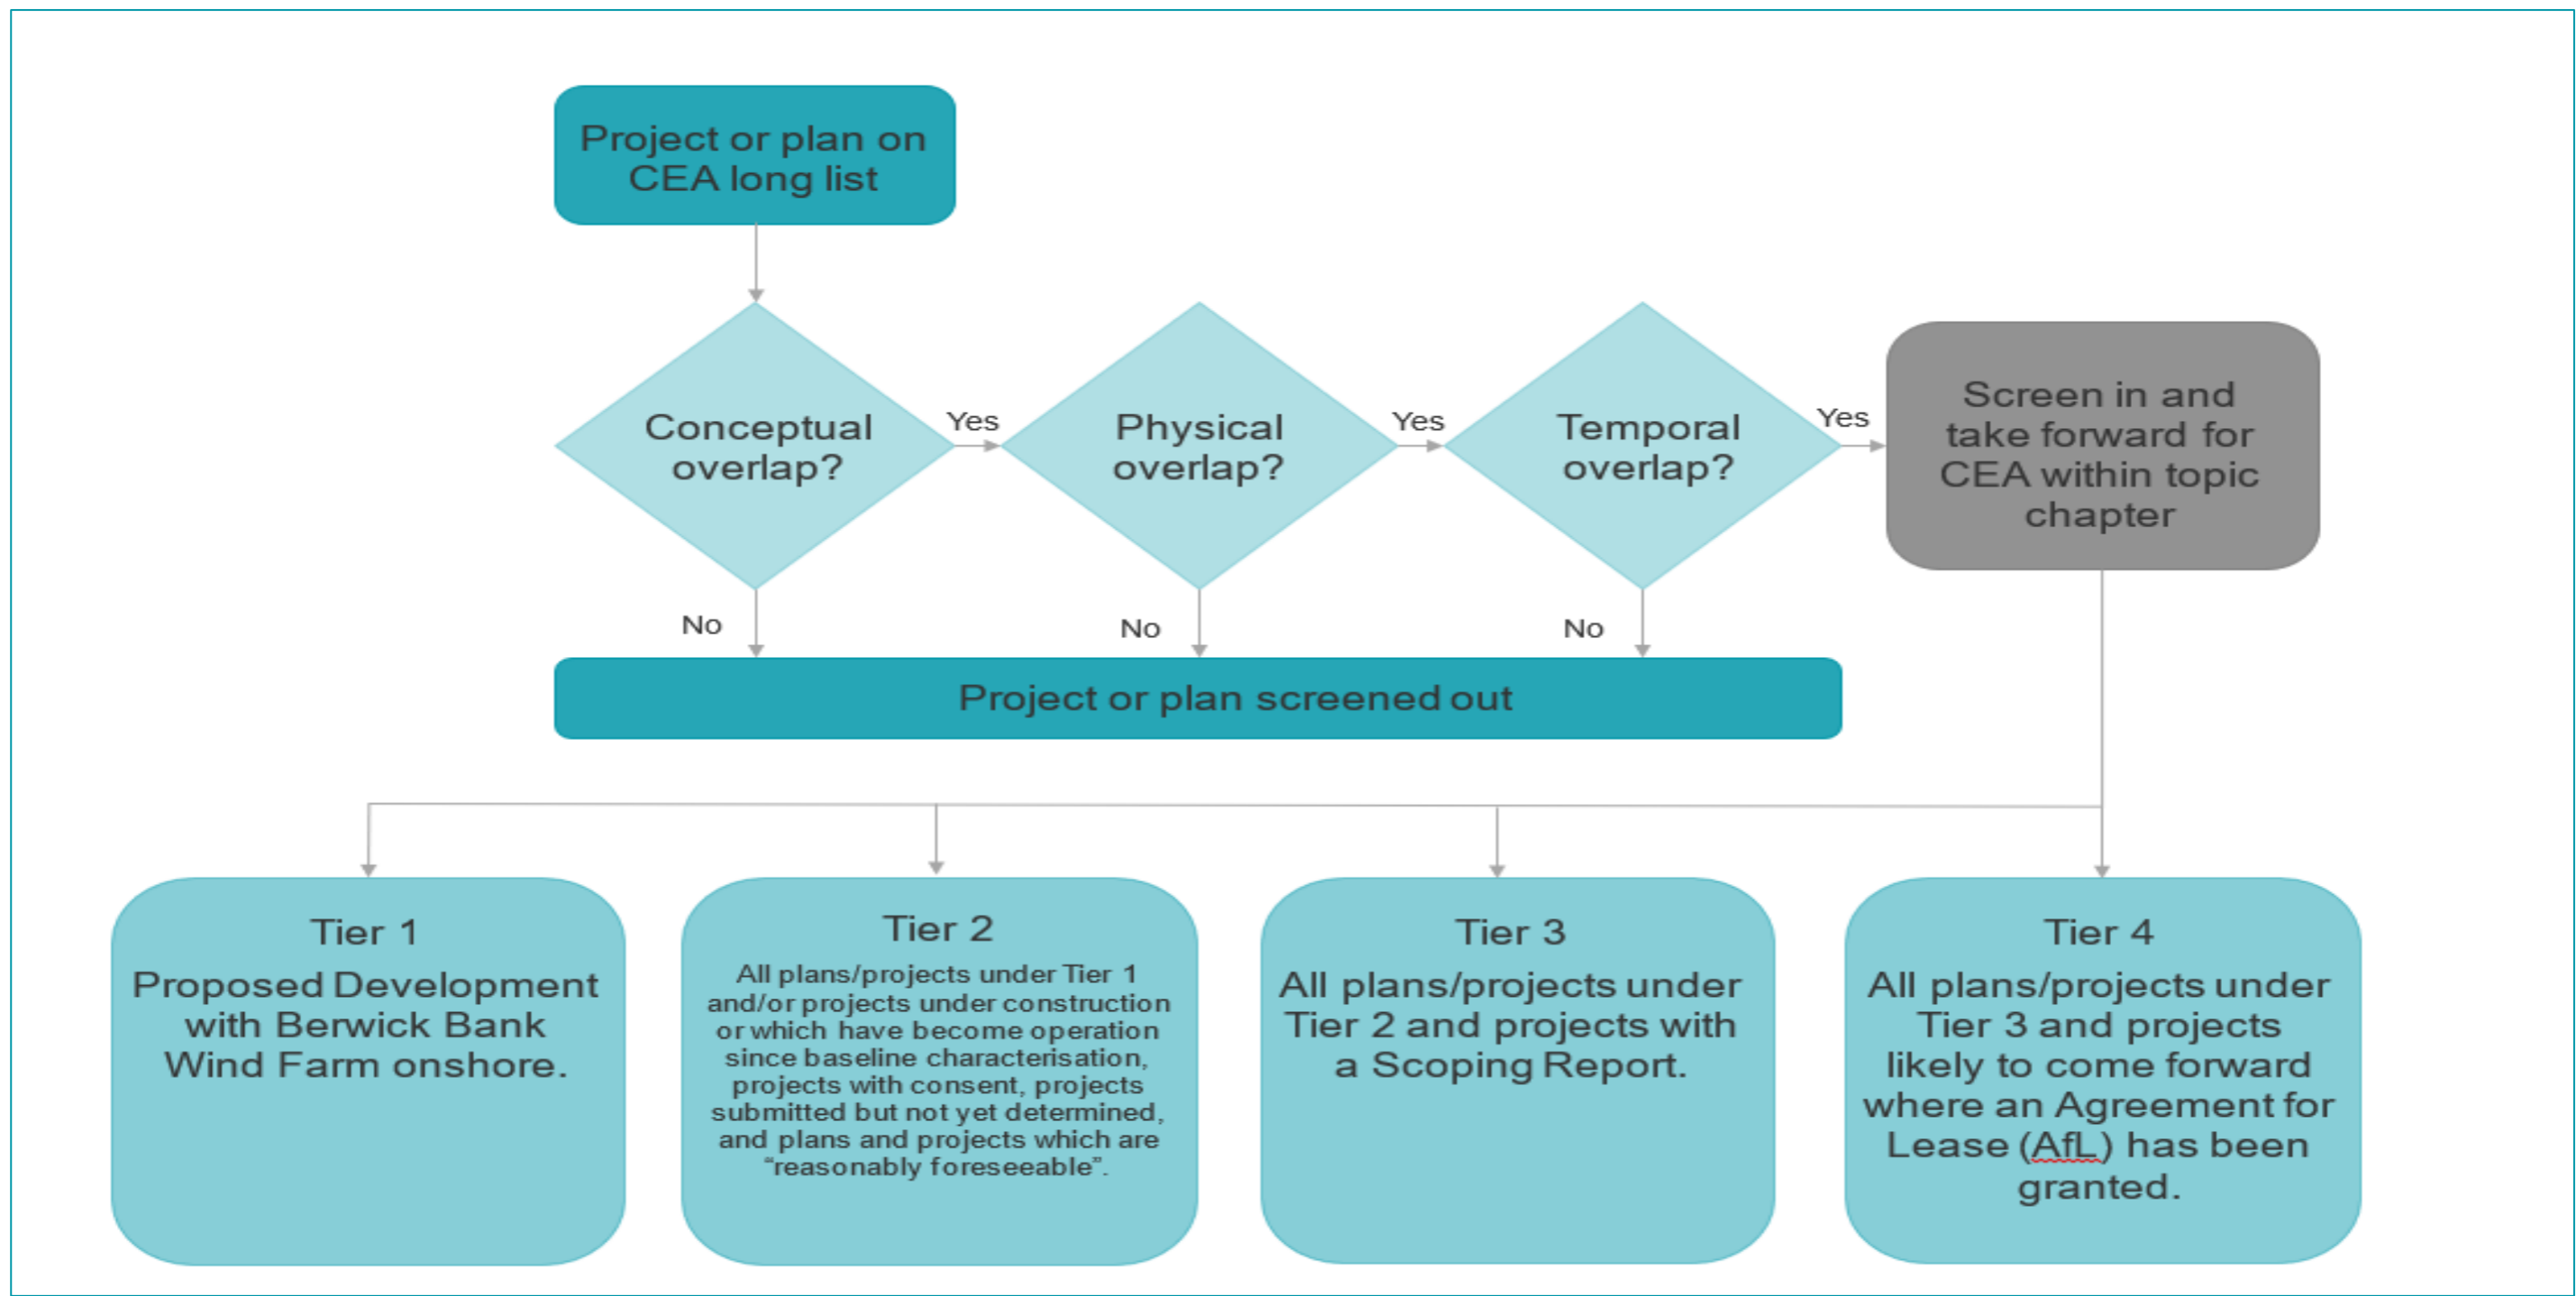 Project or plan on
CEA long list
Conceptual
overlap?
Yes
Physical
overlap?
Yes
Temporal
overlap?
Yes
Screen in and
take forward for
CEA within topic
chapter
No
No
No
Project or plan screened out
Tier 1
Proposed Development
with Berwick Bank
Wind Farm onshore.
Tier 2
All plans/projects under Tier 1
and/or projects under construction
or which have become operation
since baseline characterisation,
projects with consent, projects
submitted but not yet determined,
and plans and projects which are
“reasonably foreseeable”.
Tier 3
All plans/projects under
Tier 2 and projects with
a Scoping Report.
Tier 4
All plans/projects under
Tier 3 and projects
likely to come forward
where an Agreement for
Lease (AfL) has been
granted.